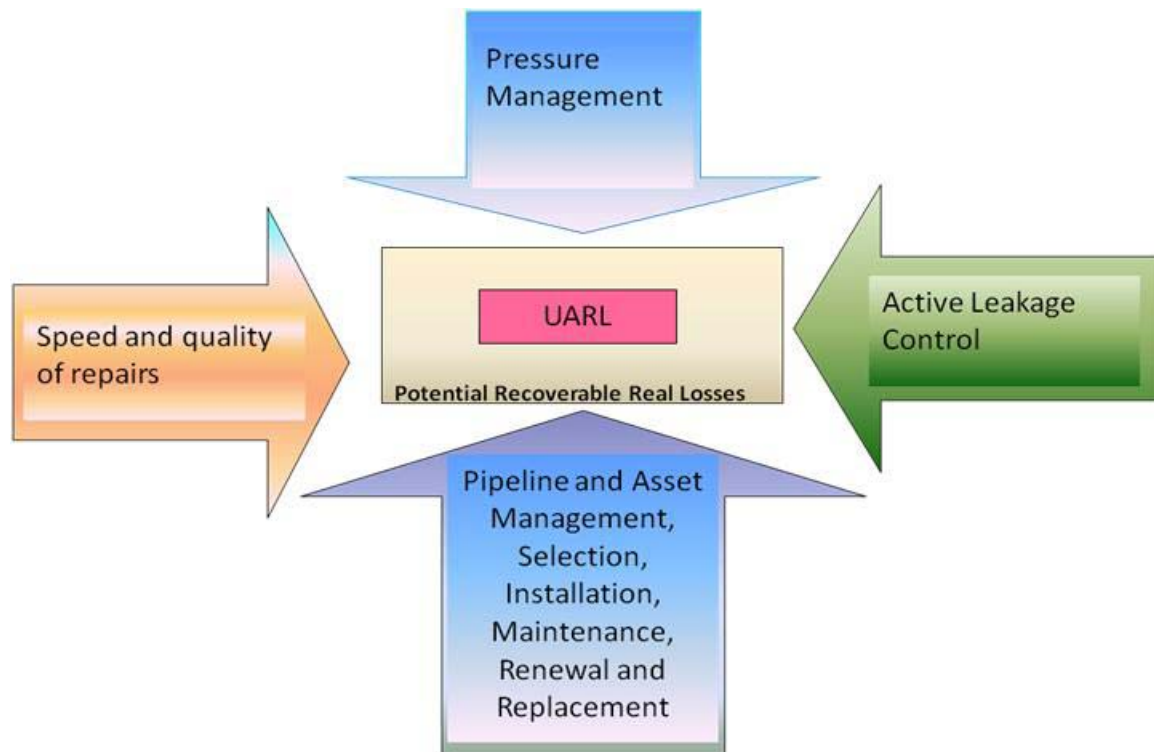 Pressure
Management
Speed and quality
of repairs
UARL
Potential Recoverable Real Losses
Active Leakage
Control
Pipeline and Asset
Management,
Selection,
Installation,
Maintenance,
Renewal and
Replacement